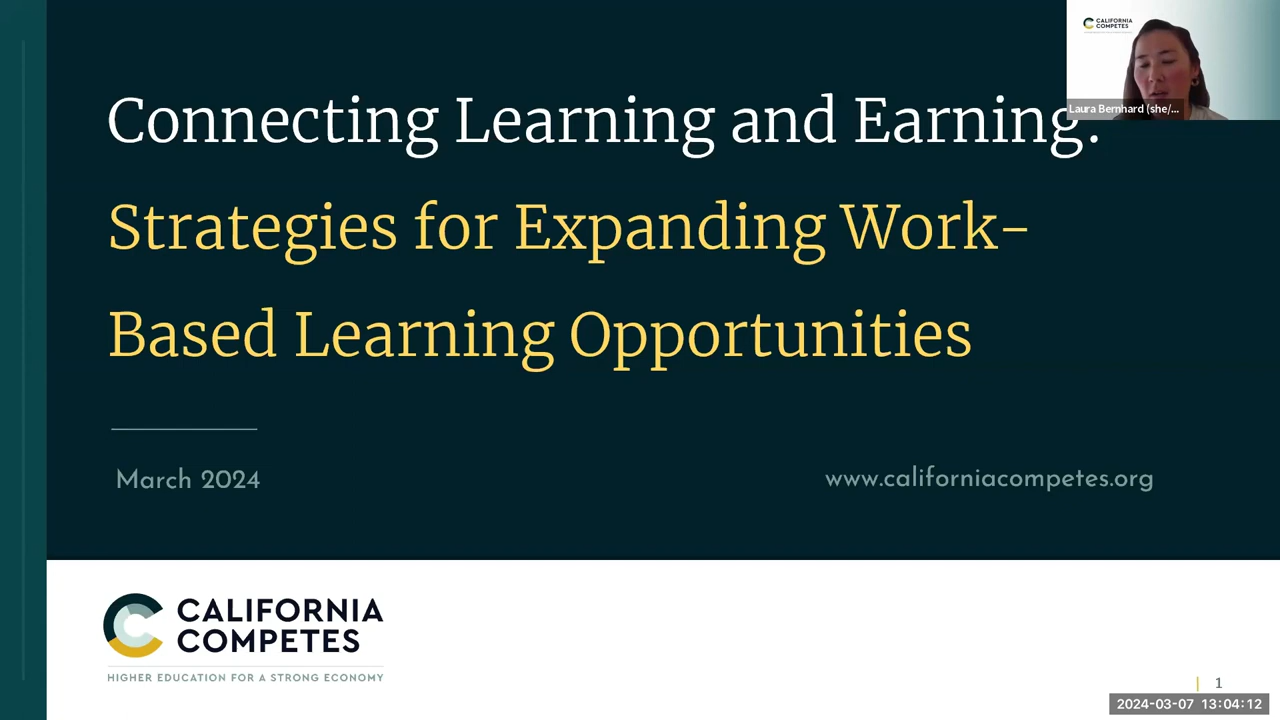 CALIFORNIA
COMPETES
Laura Bernhard (she/...
Connecting Learning and Earning:
Strategies for Expanding Work-
Based Learning Opportunities
March 2024
www.californiacompetes.org
CALIFORNIA
COMPETES
HIGHER EDUCATION FOR A STRONG ECONOMY
1
2024-03-07 13:04:12